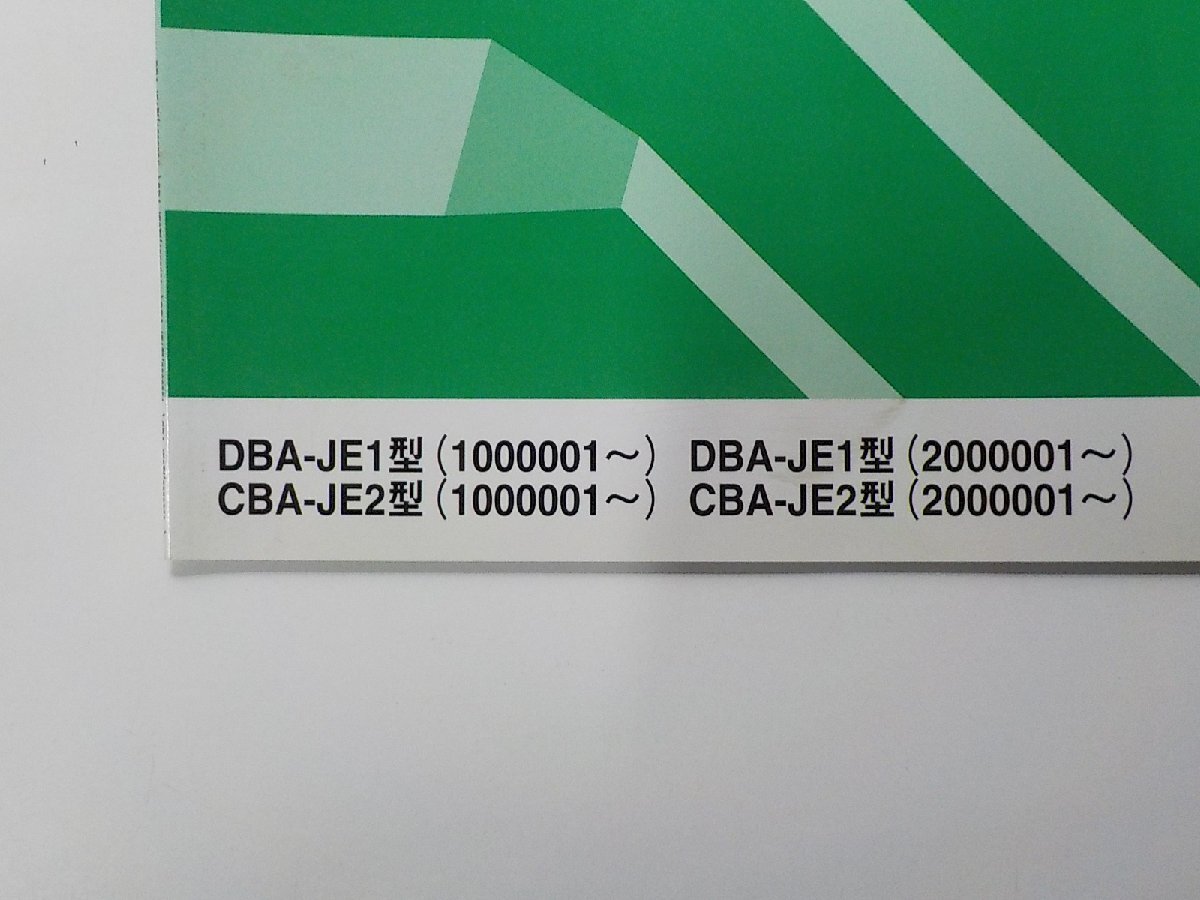 DBA-JE1型（1000001～） DBA-JE1型（2000001～）
CBA-JE2型（1000001～） CBA-JE2型（2000001～）